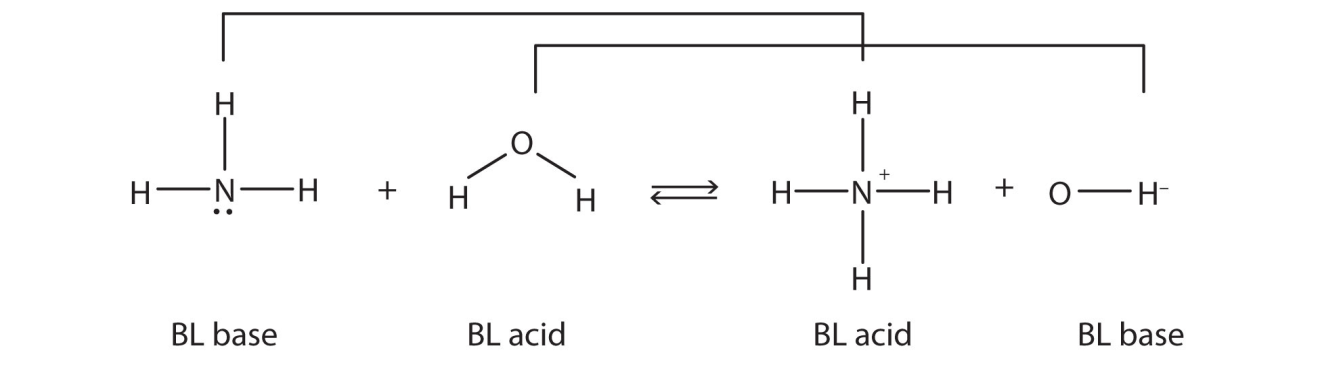 H H
O
H N H + H H ⇌ H N + H + O H –
H
BL base BL acid BL acid BL base